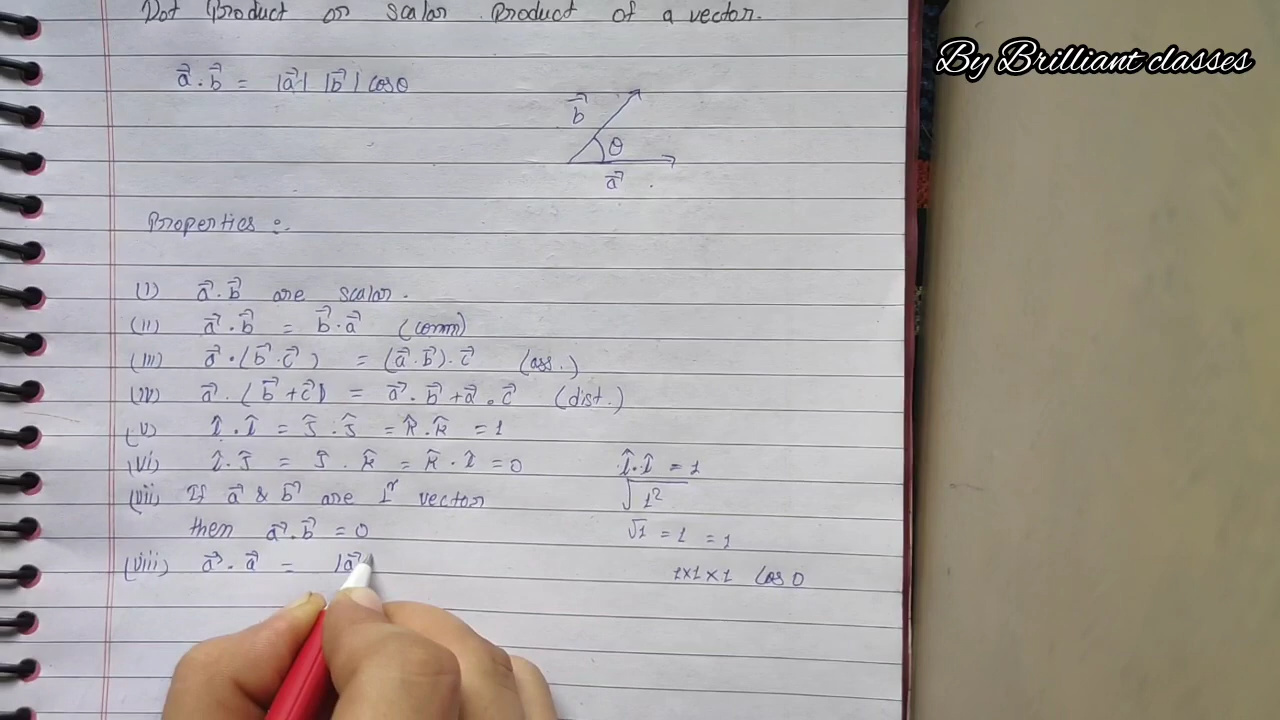 Dot Product or scalar Product of a vector.
By Brilliant classes
a⃗ . b⃗ = |a⃗| |b⃗| cosθ
b⃗
θ
a⃗
Properties :-
(i) a⃗ . b⃗ are scalar.
(ii) a⃗ . b⃗ = b⃗ . a⃗ (comm)
(iii) a⃗ . (b⃗ . c⃗) = (a⃗ . b⃗) . c⃗ (ass.)
(iv) a⃗ . (b⃗ + c⃗) = a⃗ . b⃗ + a⃗ . c⃗ (dist.)
(v) î . î = ĵ . ĵ = k̂ . k̂ = 1
(vi) î . ĵ = ĵ . k̂ = k̂ . î = 0
î . î = 1
(vii) If a⃗ & b⃗ are ⊥r vector
√1²
then a⃗ . b⃗ = 0
√1 = 1 = 1
(viii) a⃗ . a⃗ = |a⃗
1×1×1 Cos 0